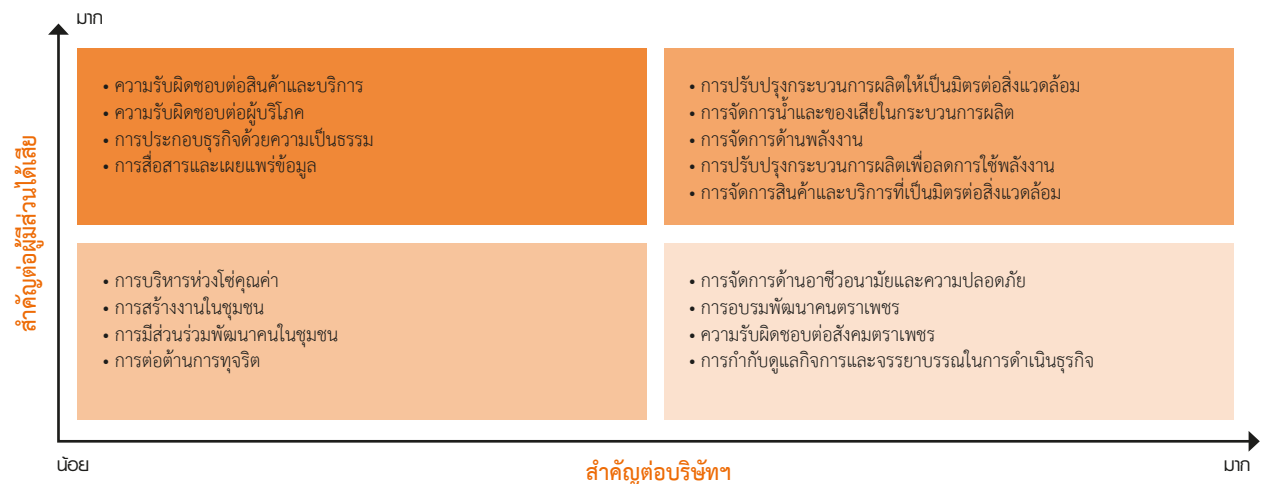 มาก
สำคัญต่อผู้มีส่วนได้เสีย
• ความรับผิดชอบต่อสินค้าและบริการ
• ความรับผิดชอบต่อผู้บริโภค
• การประกอบธุรกิจด้วยความเป็นธรรม
• การสื่อสารและเผยแพร่ข้อมูล
• การปรับปรุงกระบวนการผลิตให้เป็นมิตรต่อสิ่งแวดล้อม
• การจัดการน้ำและของเสียในกระบวนการผลิต
• การจัดการด้านพลังงาน
• การปรับปรุงกระบวนการผลิตเพื่อลดการใช้พลังงาน
• การจัดการสินค้าและบริการที่เป็นมิตรต่อสิ่งแวดล้อม
• การบริหารห่วงโซ่คุณค่า
• การสร้างงานในชุมชน
• การมีส่วนร่วมพัฒนาคนในชุมชน
• การต่อต้านการทุจริต
• การจัดการด้านอาชีวอนามัยและความปลอดภัย
• การอบรมพัฒนาคนตราเพชร
• ความรับผิดชอบต่อสังคมตราเพชร
• การกำกับดูแลกิจการและจรรยาบรรณในการดำเนินธุรกิจ
น้อย
สำคัญต่อบริษัทฯ
มาก